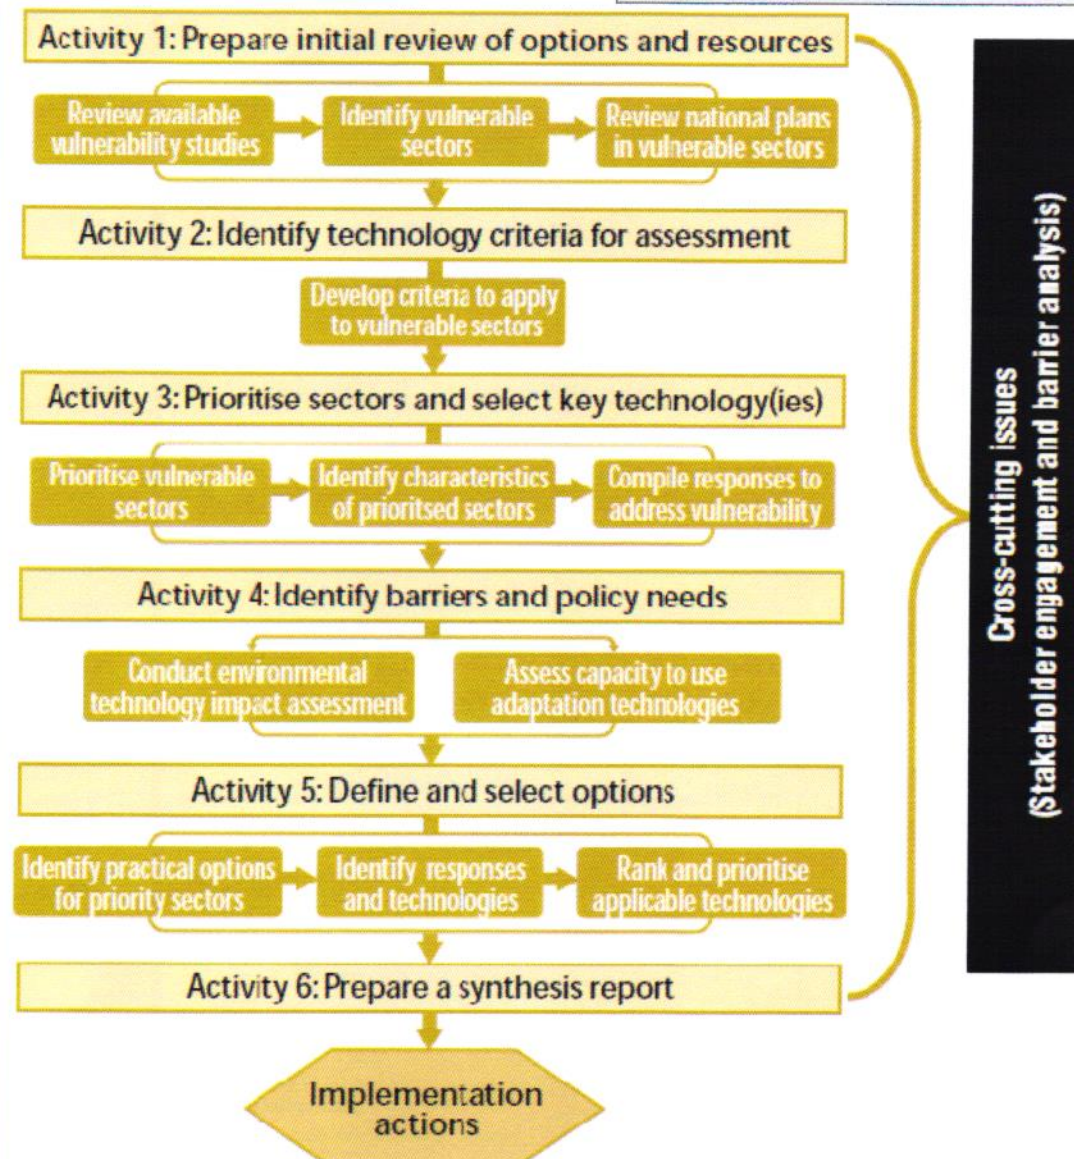 Activity 1: Prepare initial review of options and resources
Review available
vulnerability studies
Identify vulnerable
sectors
Review national plans
in vulnerable sectors
Activity 2: Identify technology criteria for assessment
Develop criteria to apply
to vulnerable sectors
Activity 3: Prioritise sectors and select key technology(ies)
Prioritise vulnerable
sectors
Identify characteristics
of prioritsed sectors
Compile responses to
address vulnerability
Activity 4: Identify barriers and policy needs
Conduct environmental
technology impact assessment
Assess capacity to use
adaptation technologies
Activity 5: Define and select options
Identify practical options
for priority sectors
Identify responses
and technologies
Rank and prioritise
applicable technologies
Activity 6: Prepare a synthesis report
Implementation
actions
Cross-cutting issues
(Stakeholder engagement and barrier analysis)